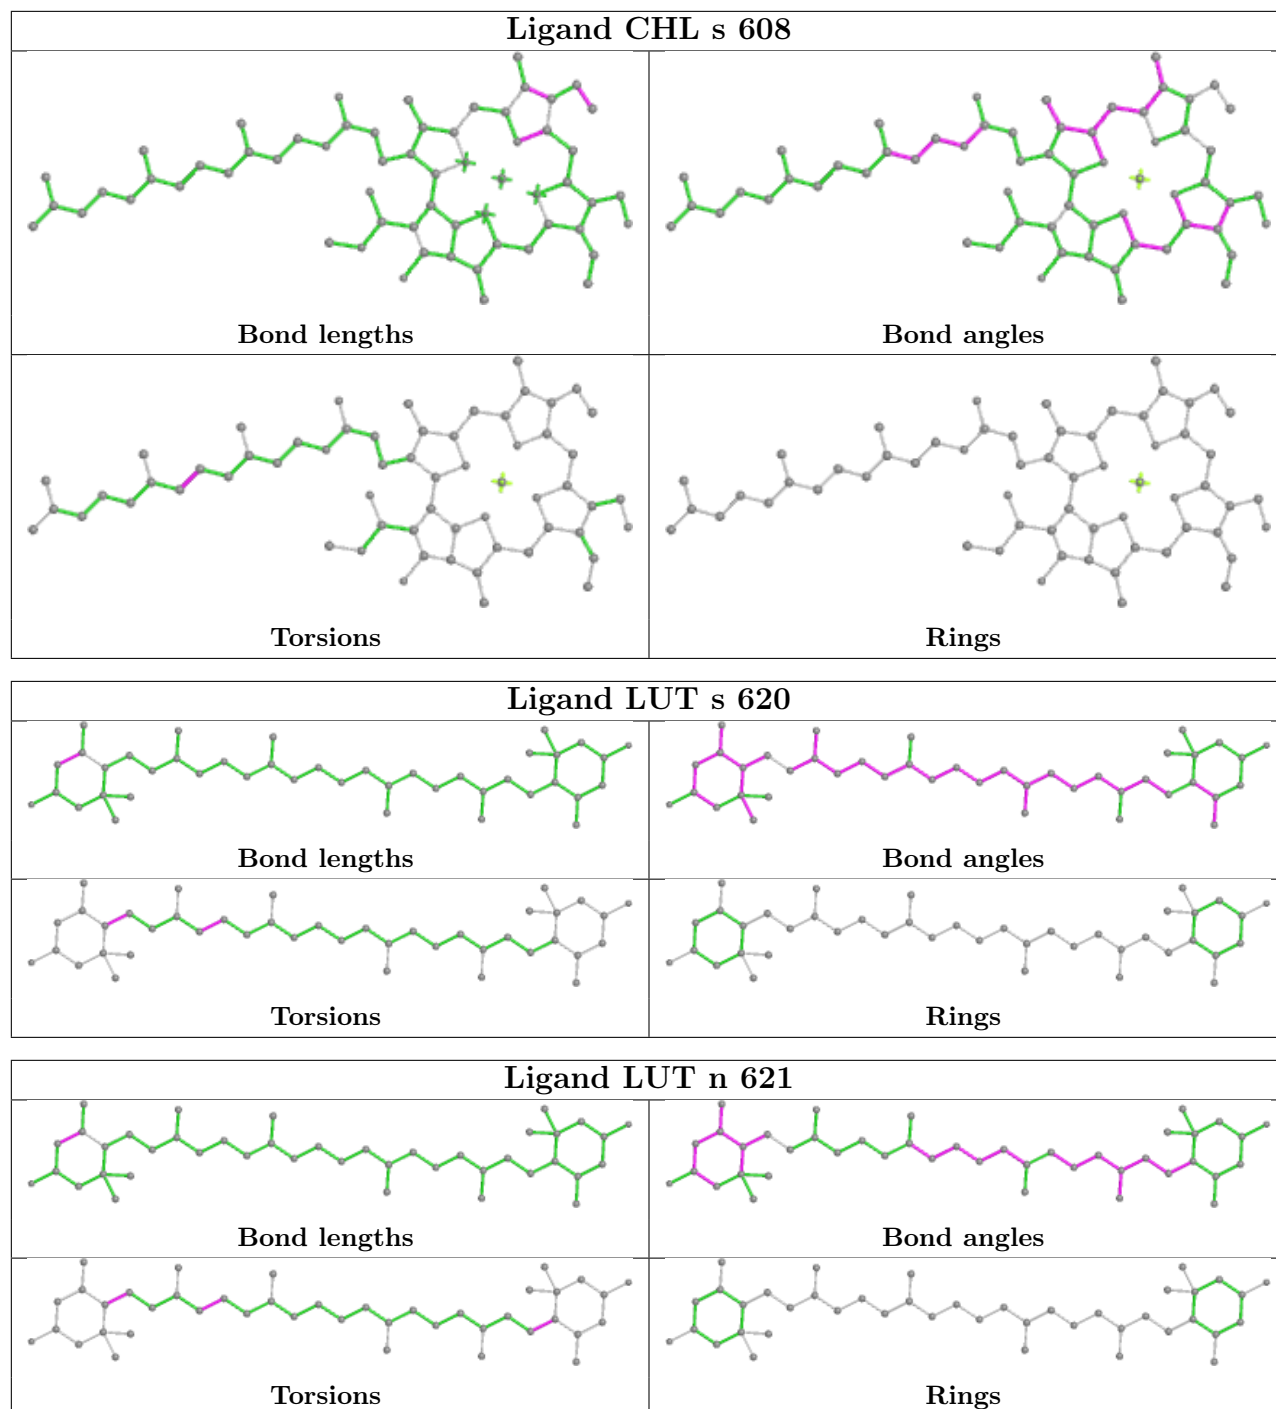 Ligand CHL s 608
Bond lengths
Bond angles
Torsions
Rings
Ligand LUT s 620
Bond lengths
Bond angles
Torsions
Rings
Ligand LUT n 621
Bond lengths
Bond angles
Torsions
Rings